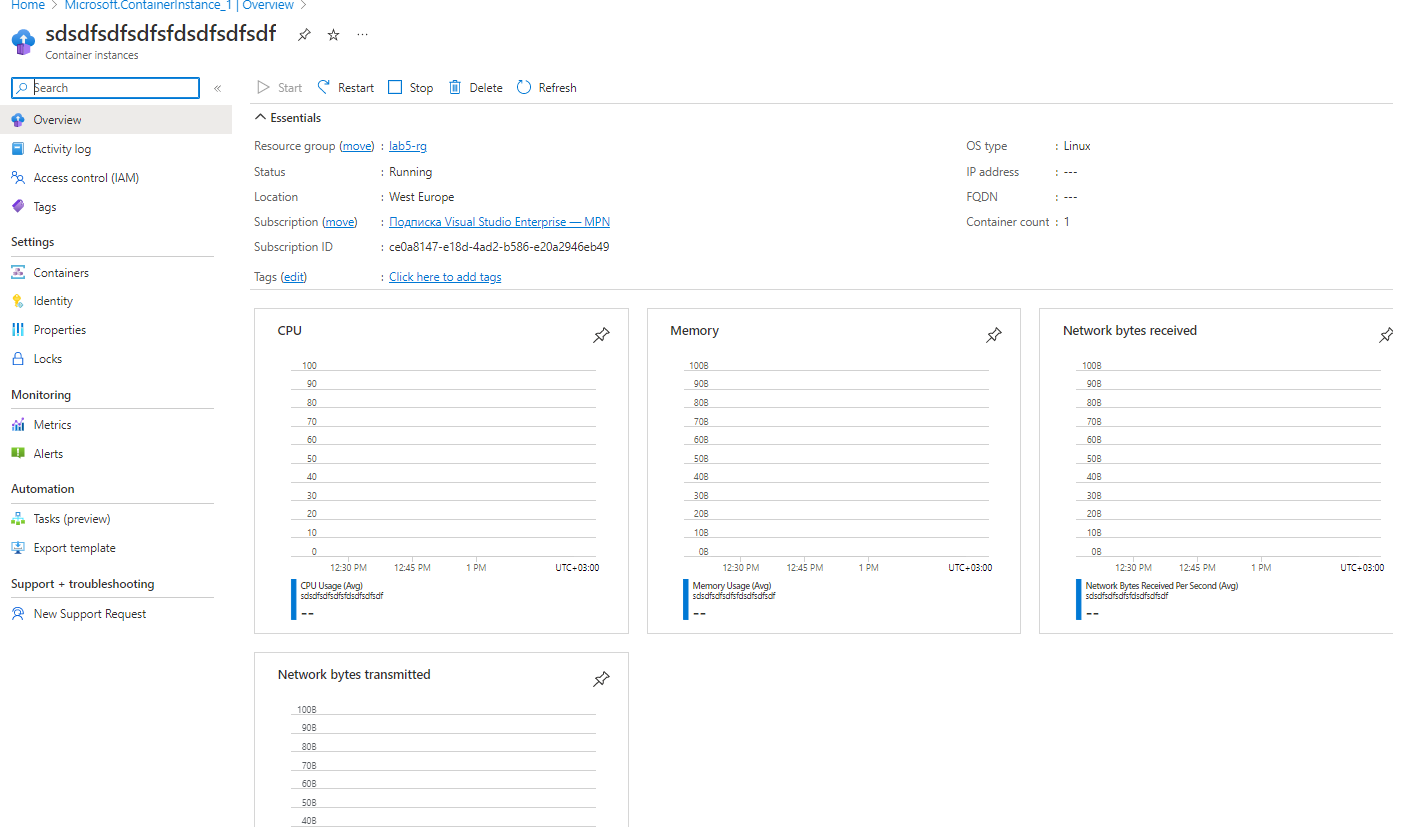 Home > Microsoft.ContainerInstance_1 | Overview >
sdsdfsdfsdfsfdsdfsdfsdf
Container instances
Search
«
Start Restart Stop Delete Refresh
Overview
Activity log
Access control (IAM)
Tags
Settings
Containers
Identity
Properties
Locks
Monitoring
Metrics
Alerts
Automation
Tasks (preview)
Export template
Support + troubleshooting
New Support Request
Essentials
Resource group (move) : lab5-rg
Status : Running
Location : West Europe
Subscription (move) : Подписка Visual Studio Enterprise — MPN
Subscription ID : ce0a8147-e18d-4ad2-b586-e20a2946eb49
Tags (edit) : Click here to add tags
OS type : Linux
IP address : ---
FQDN : ---
Container count : 1
CPU
100
90
80
70
60
50
40
30
20
10
0
12:30 PM 12:45 PM 1 PM UTC+03:00
CPU Usage (Avg)
sdsdfsdfsdfsfdsdfsdfsdf
--
Memory
100B
90B
80B
70B
60B
50B
40B
30B
20B
10B
0B
12:30 PM 12:45 PM 1 PM UTC+03:00
Memory Usage (Avg)
sdsdfsdfsdfsfdsdfsdfsdf
--
Network bytes received
100B
90B
80B
70B
60B
50B
40B
30B
20B
10B
0B
12:30 PM 12:45 PM 1 PM UTC+03:00
Network Bytes Received Per Second (Avg)
sdsdfsdfsdfsfdsdfsdfsdf
--
Network bytes transmitted
100B
90B
80B
70B
60B
50B
40B